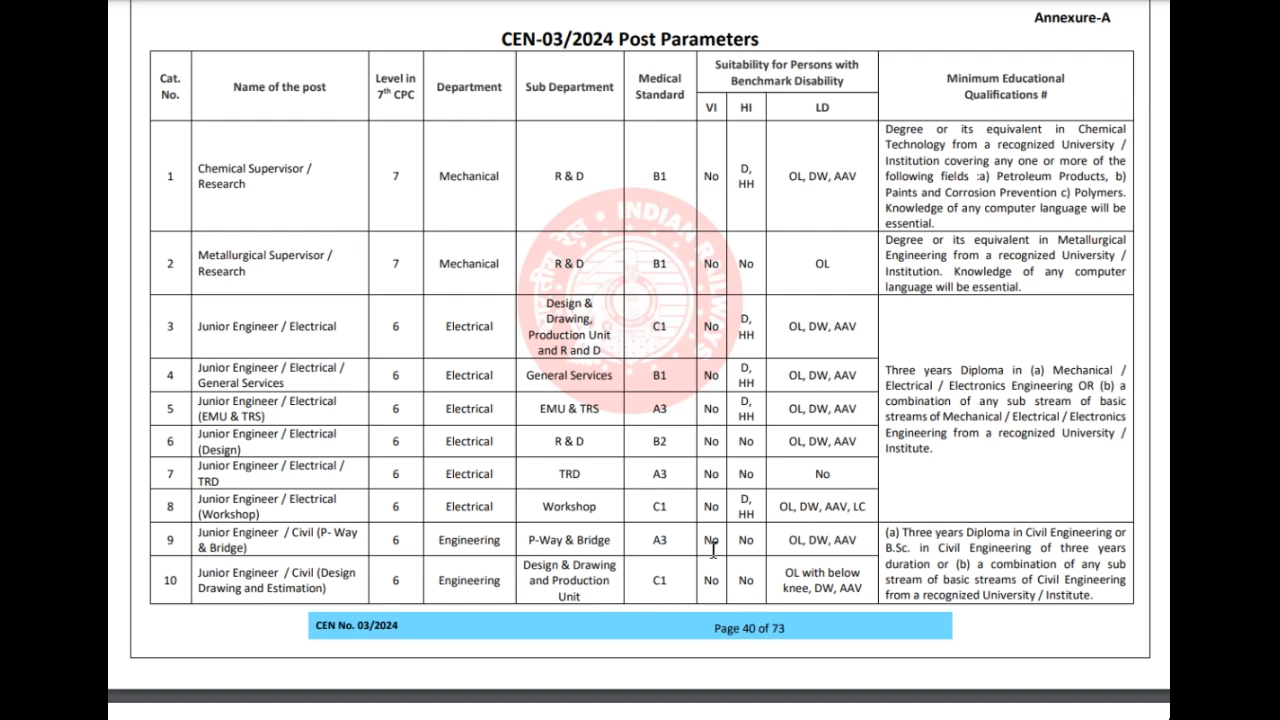 Annexure-A
CEN-03/2024 Post Parameters
Cat. No.
Name of the post
Level in 7th CPC
Department
Sub Department
Medical Standard
Suitability for Persons with Benchmark Disability
VI
HI
LD
Minimum Educational Qualifications #
1
Chemical Supervisor /
Research
7
Mechanical
R & D
B1
No
D,
HH
OL, DW, AAV
Degree or its equivalent in Chemical
Technology from a recognized University /
Institution covering any one or more of the
following fields :a) Petroleum Products, b)
Paints and Corrosion Prevention c) Polymers.
Knowledge of any computer language will be
essential.
2
Metallurgical Supervisor /
Research
7
Mechanical
R & D
B1
No
No
OL
Degree or its equivalent in Metallurgical
Engineering from a recognized University /
Institution. Knowledge of any computer
language will be essential.
3
Junior Engineer / Electrical
6
Electrical
Design &
Drawing,
Production Unit
and R and D
C1
No
D,
HH
OL, DW, AAV
Three years Diploma in (a) Mechanical /
Electrical / Electronics Engineering OR (b) a
combination of any sub stream of basic
streams of Mechanical / Electrical / Electronics
Engineering from a recognized University /
Institute.
4
Junior Engineer / Electrical /
General Services
6
Electrical
General Services
B1
No
D,
HH
OL, DW, AAV
5
Junior Engineer / Electrical
(EMU & TRS)
6
Electrical
EMU & TRS
A3
No
D,
HH
OL, DW, AAV
6
Junior Engineer / Electrical
(Design)
6
Electrical
R & D
B2
No
No
OL, DW, AAV
7
Junior Engineer / Electrical /
TRD
6
Electrical
TRD
A3
No
No
No
8
Junior Engineer / Electrical
(Workshop)
6
Electrical
Workshop
C1
No
D,
HH
OL, DW, AAV, LC
9
Junior Engineer / Civil (P- Way
& Bridge)
6
Engineering
P-Way & Bridge
A3
No
No
OL, DW, AAV
(a) Three years Diploma in Civil Engineering or
B.Sc. in Civil Engineering of three years
duration or (b) a combination of any sub
stream of basic streams of Civil Engineering
from a recognized University / Institute.
10
Junior Engineer / Civil (Design
Drawing and Estimation)
6
Engineering
Design & Drawing
and Production
Unit
C1
No
No
OL with below
knee, DW, AAV
INDIAN RAILWAYS
भारतीय रेल
CEN No. 03/2024
Page 40 of 73